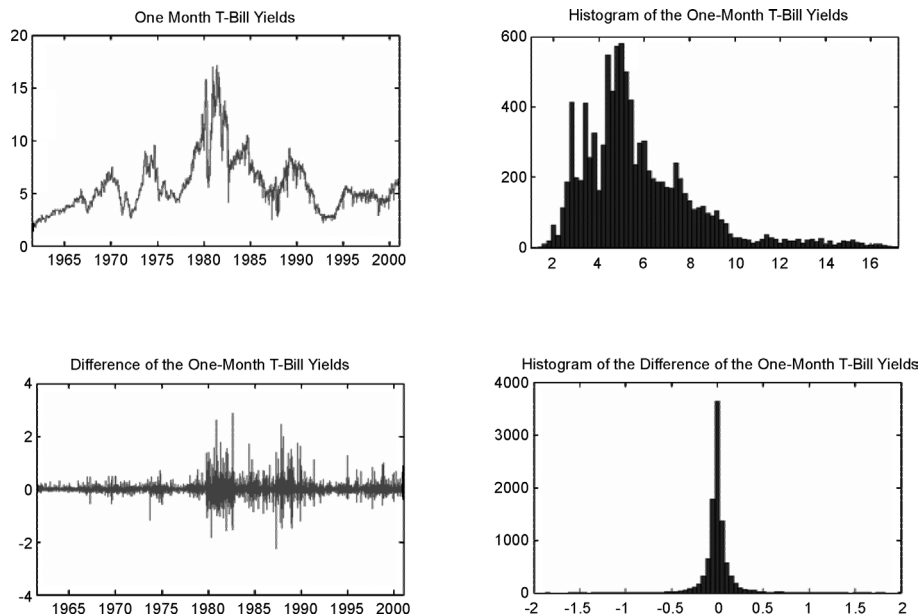 One Month T-Bill Yields
20
15
10
5
0
1965 1970 1975 1980 1985 1990 1995 2000
Histogram of the One-Month T-Bill Yields
600
400
200
0
2 4 6 8 10 12 14 16
Difference of the One-Month T-Bill Yields
4
2
0
-2
-4
1965 1970 1975 1980 1985 1990 1995 2000
Histogram of the Difference of the One-Month T-Bill Yields
4000
3000
2000
1000
0
-2 -1.5 -1 -0.5 0 0.5 1 1.5 2